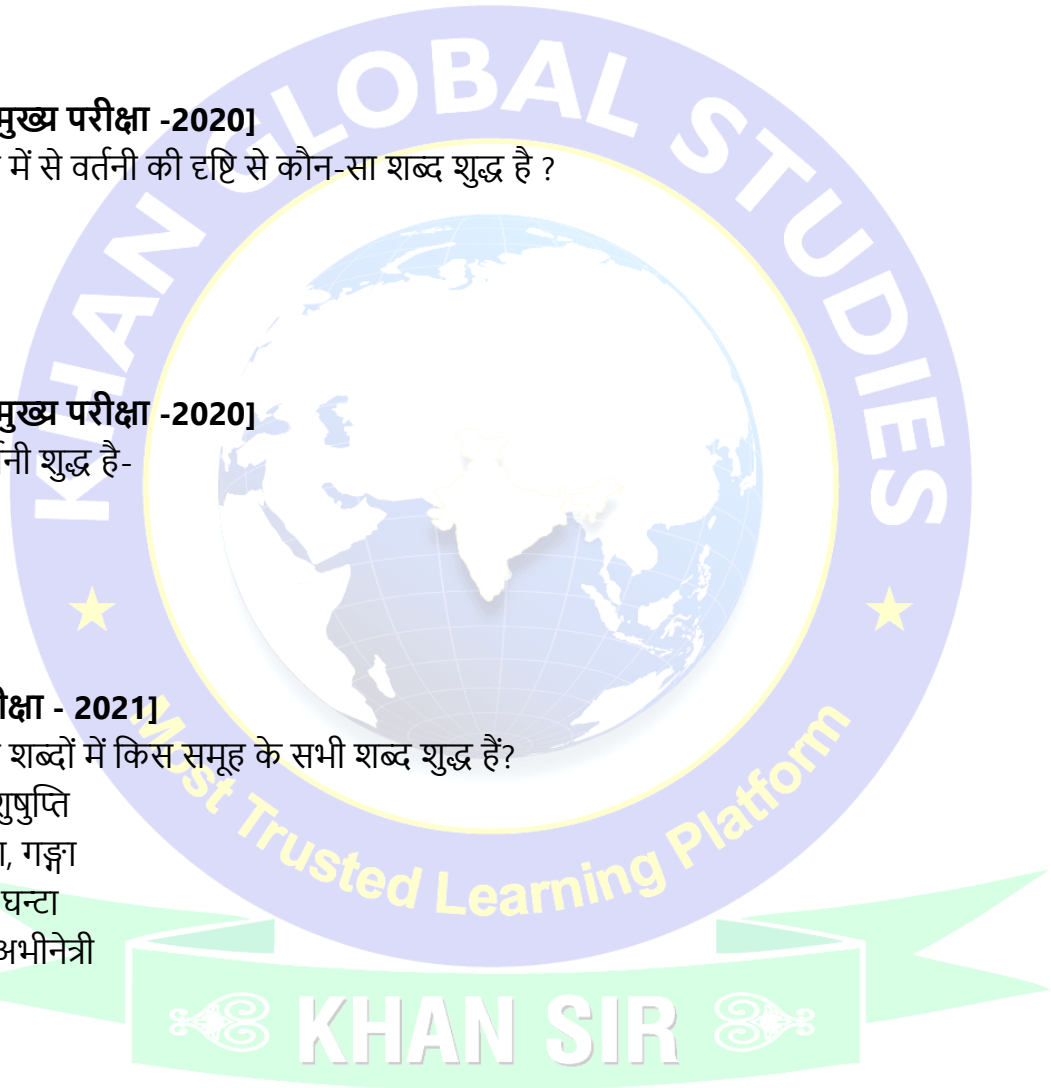 KHAN GLOBAL STUDIES
मुख्य परीक्षा -2020]
में से वर्तनी की दृष्टि से कौन-सा शब्द शुद्ध है ?
मुख्य परीक्षा -2020]
शुद्ध है-
- 2021]
शब्दों में किस समूह के सभी शब्द शुद्ध हैं?
शुषुप्ति
, गङ्गा
घन्टा
अभीनेत्री
Most Trusted Learning Platform
KHAN SIR